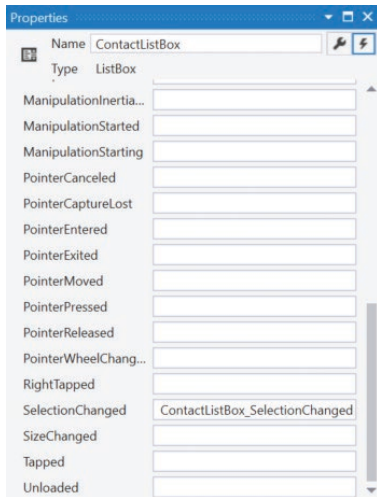 Properties
Name ContactListBox
Type ListBox
ManipulationInertia...
ManipulationStarted
ManipulationStarting
PointerCanceled
PointerCaptureLost
PointerEntered
PointerExited
PointerMoved
PointerPressed
PointerReleased
PointerWheelChang...
RightTapped
SelectionChanged ContactListBox_SelectionChanged
SizeChanged
Tapped
Unloaded